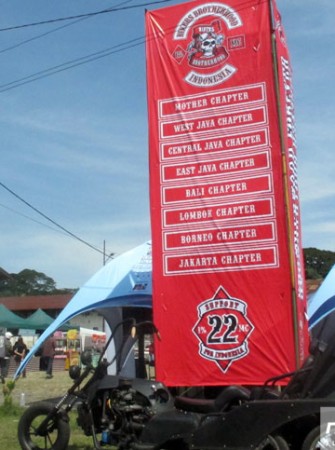 BIKERS BROTHERHOOD
BIKERS
BROTHERHOOD
INDONESIA
MOTHER CHAPTER
WEST JAVA CHAPTER
CENTRAL JAVA CHAPTER
EAST JAVA CHAPTER
BALI CHAPTER
LOMBOK CHAPTER
BORNEO CHAPTER
JAKARTA CHAPTER
SUPPORT
1%
22
MC
FOR INDONESIA